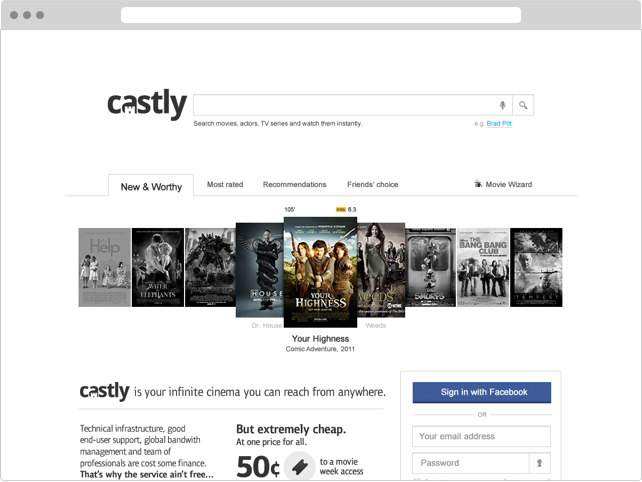 castly
Search movies, actors, TV series and watch them instantly.
e.g. Brad Pitt
New & Worthy
Most rated
Recommendations
Friends' choice
Movie Wizard
105'
6.3
Help
WATER
ELEPHANTS
HOUSE
YOUR
HIGHNESS
WEEDS
THE
BANG BANG
CLUB
TEMPEST
Dr. House
Weeds
Your Highness
Comic Adventure, 2011
castly is your infinite cinema you can reach from anywhere.
Technical infrastructure, good
end-user support, global bandwith
management and team of
professionals are cost some finance.
That's why the service ain't free...
But extremely cheap.
At one price for all.
50¢
to a movie
week access
Sign in with Facebook
OR
Your email address
Password